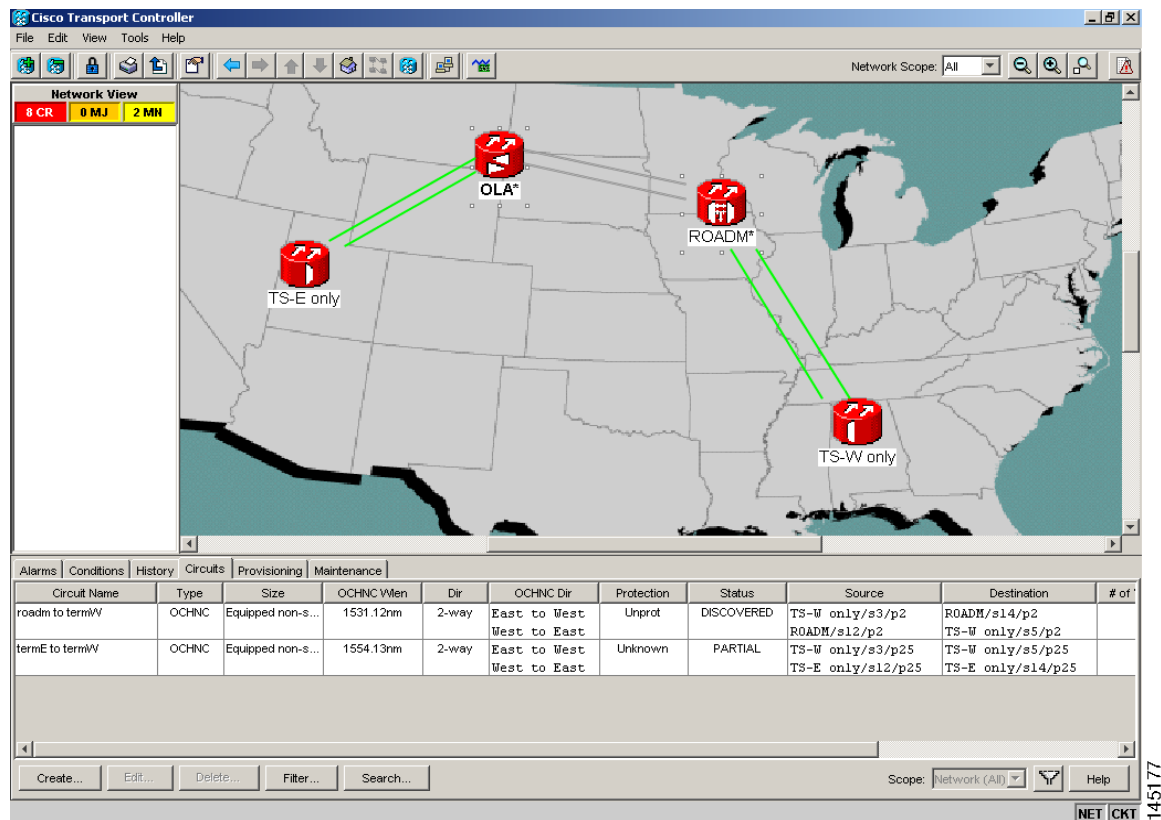 Cisco Transport Controller
File Edit View Tools Help
Network Scope: All
Network View
8 CR 0 MJ 2 MN
OLA*
ROADM*
TS-E only
TS-W only
Alarms Conditions History Circuits Provisioning Maintenance
Circuit Name Type Size OCHNC Wlen Dir OCHNC Dir Protection Status Source Destination # of
roadm to termW OCHNC Equipped non-s... 1531.12nm 2-way East to West Unprot DISCOVERED TS-W only/s3/p2 ROADM/s14/p2
West to East ROADM/s12/p2 TS-W only/s5/p2
termE to termW OCHNC Equipped non-s... 1554.13nm 2-way East to West Unknown PARTIAL TS-W only/s3/p25 TS-W only/s5/p25
West to East TS-E only/s12/p25 TS-E only/s14/p25
Create... Edit... Delete... Filter... Search... Scope: Network (All) Help
NET CKT
145177